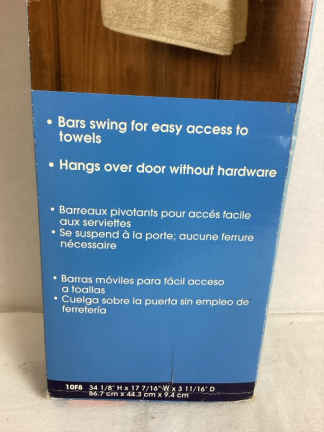 • Bars swing for easy access to
towels
• Hangs over door without hardware
• Barreaux pivotants pour accés facile
aux serviettes
• Se suspend à la porte; aucune ferrure
nécessaire
• Barras móviles para fácil acceso
a toallas
• Cuelga sobre la puerta sin empleo de
ferretería
10F8 34 1/8" H x 17 7/16" W x 3 11/16" D
86.7 cm x 44.3 cm x 9.4 cm